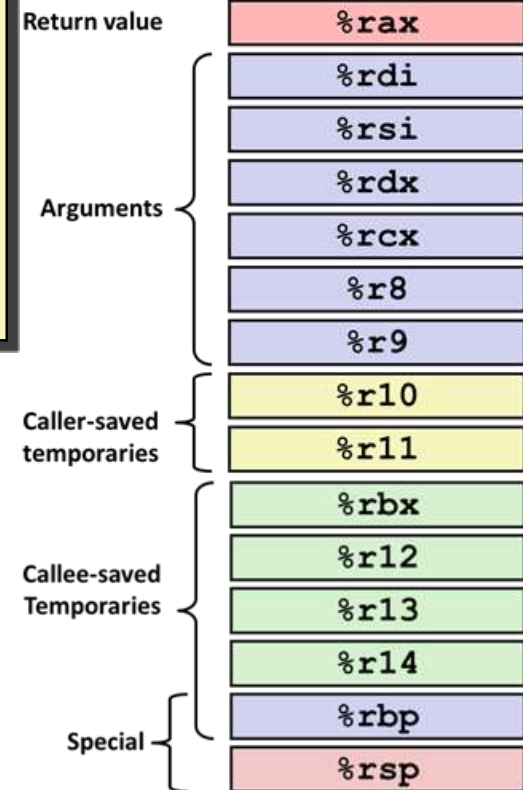 Return value
%rax
%rdi
%rsi
%rdx
Arguments
%rcx
%r8
%r9
%r10
Caller-saved
temporaries
%r11
%rbx
%r12
Callee-saved
Temporaries
%r13
%r14
%rbp
Special
%rsp